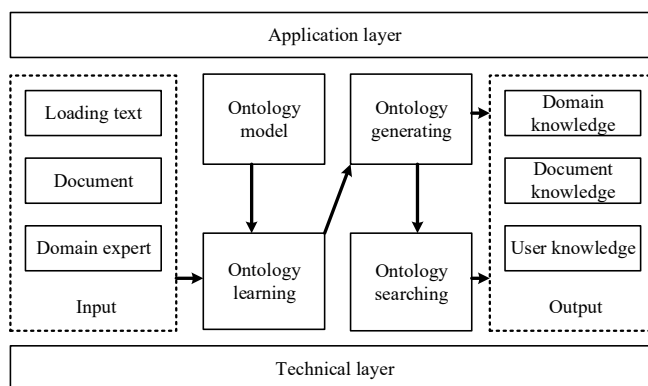 Application layer
Loading text
Document
Domain expert
Input
Ontology
model
Ontology
learning
Ontology
generating
Ontology
searching
Domain
knowledge
Document
knowledge
User knowledge
Output
Technical layer